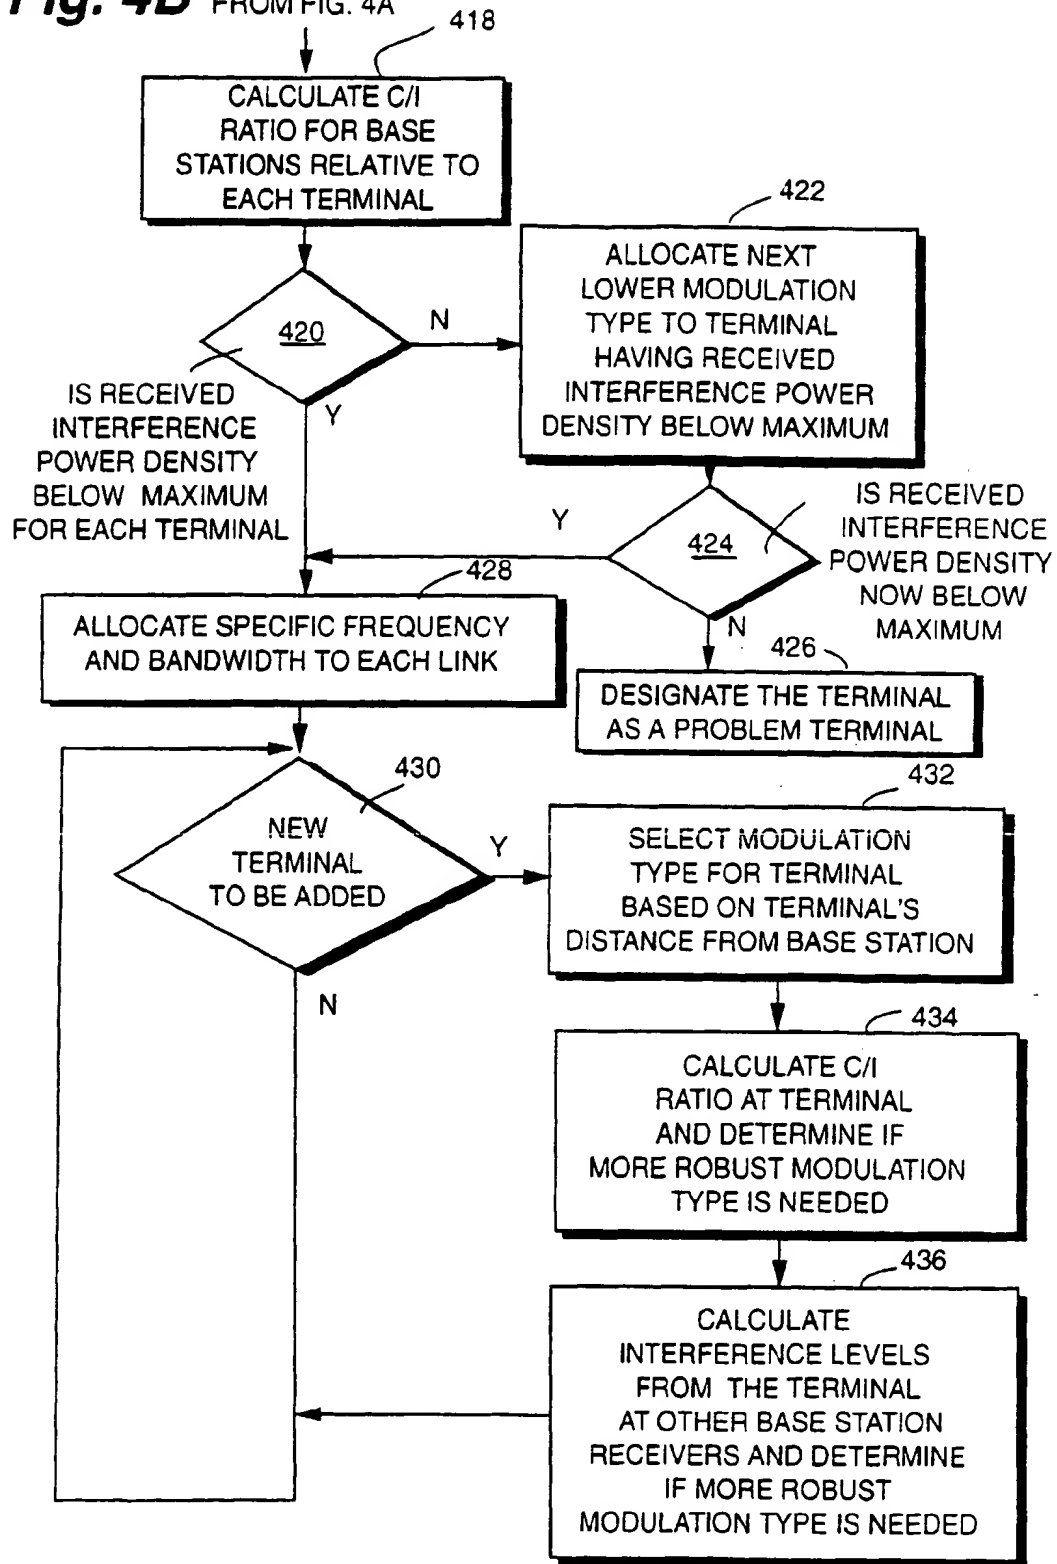 Fig. 4B FROM FIG. 4A
418
CALCULATE C/I
RATIO FOR BASE
STATIONS RELATIVE TO
EACH TERMINAL
422
ALLOCATE NEXT
LOWER MODULATION
TYPE TO TERMINAL
HAVING RECEIVED
INTERFERENCE POWER
DENSITY BELOW MAXIMUM
420
N
Y
IS RECEIVED
INTERFERENCE
POWER DENSITY
BELOW MAXIMUM
FOR EACH TERMINAL
424
Y
N
IS RECEIVED
INTERFERENCE
POWER DENSITY
NOW BELOW
MAXIMUM
428
ALLOCATE SPECIFIC FREQUENCY
AND BANDWIDTH TO EACH LINK
426
DESIGNATE THE TERMINAL
AS A PROBLEM TERMINAL
430
NEW
TERMINAL
TO BE ADDED
Y
N
432
SELECT MODULATION
TYPE FOR TERMINAL
BASED ON TERMINAL'S
DISTANCE FROM BASE STATION
434
CALCULATE C/I
RATIO AT TERMINAL
AND DETERMINE IF
MORE ROBUST MODULATION
TYPE IS NEEDED
436
CALCULATE
INTERFERENCE LEVELS
FROM THE TERMINAL
AT OTHER BASE STATION
RECEIVERS AND DETERMINE
IF MORE ROBUST
MODULATION TYPE IS NEEDED